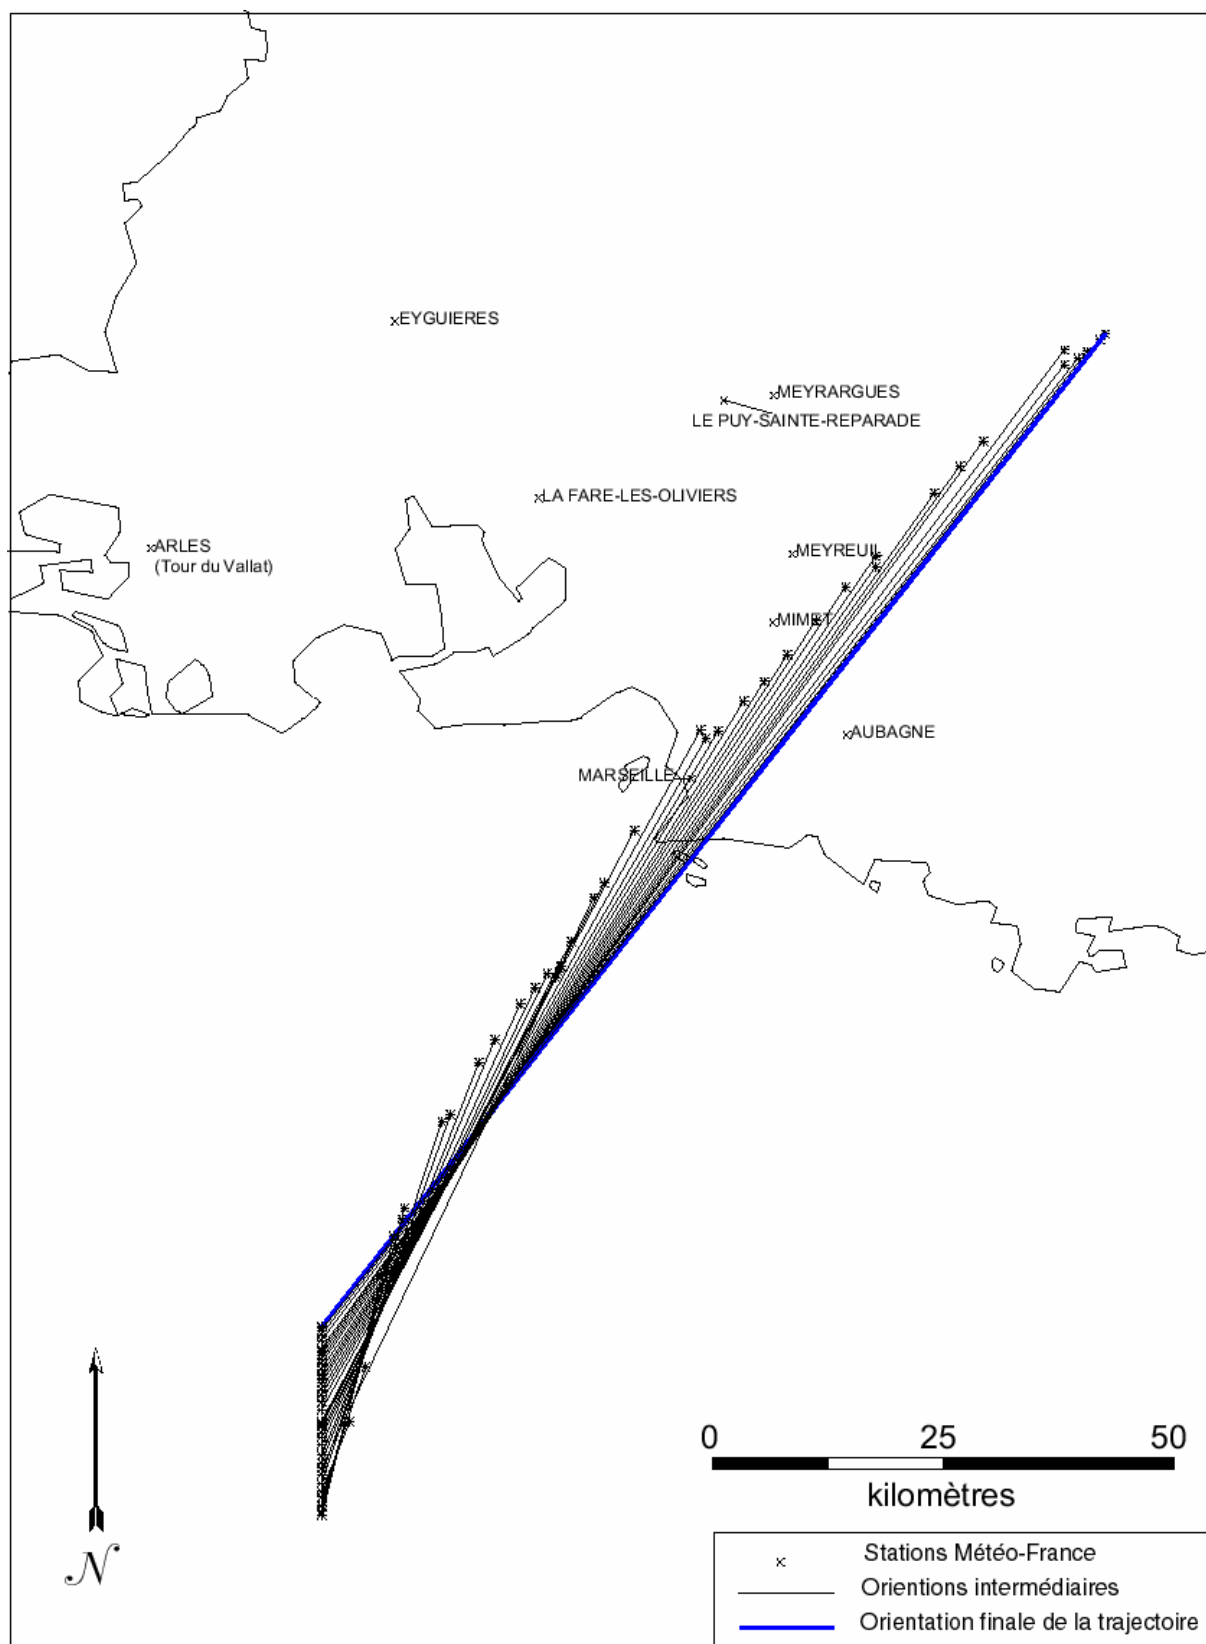 EYGUIERES
MEYRARGUES
LE PUY-SAINTE-REPARADE
LA FARE-LES-OLIVIERS
ARLES
(Tour du Vallat)
MEYREUIL
MIMET
AUBAGNE
MARSEILLE
0 25 50
kilomètres
N
Stations Météo-France
Orientions intermédiaires
Orientation finale de la trajectoire